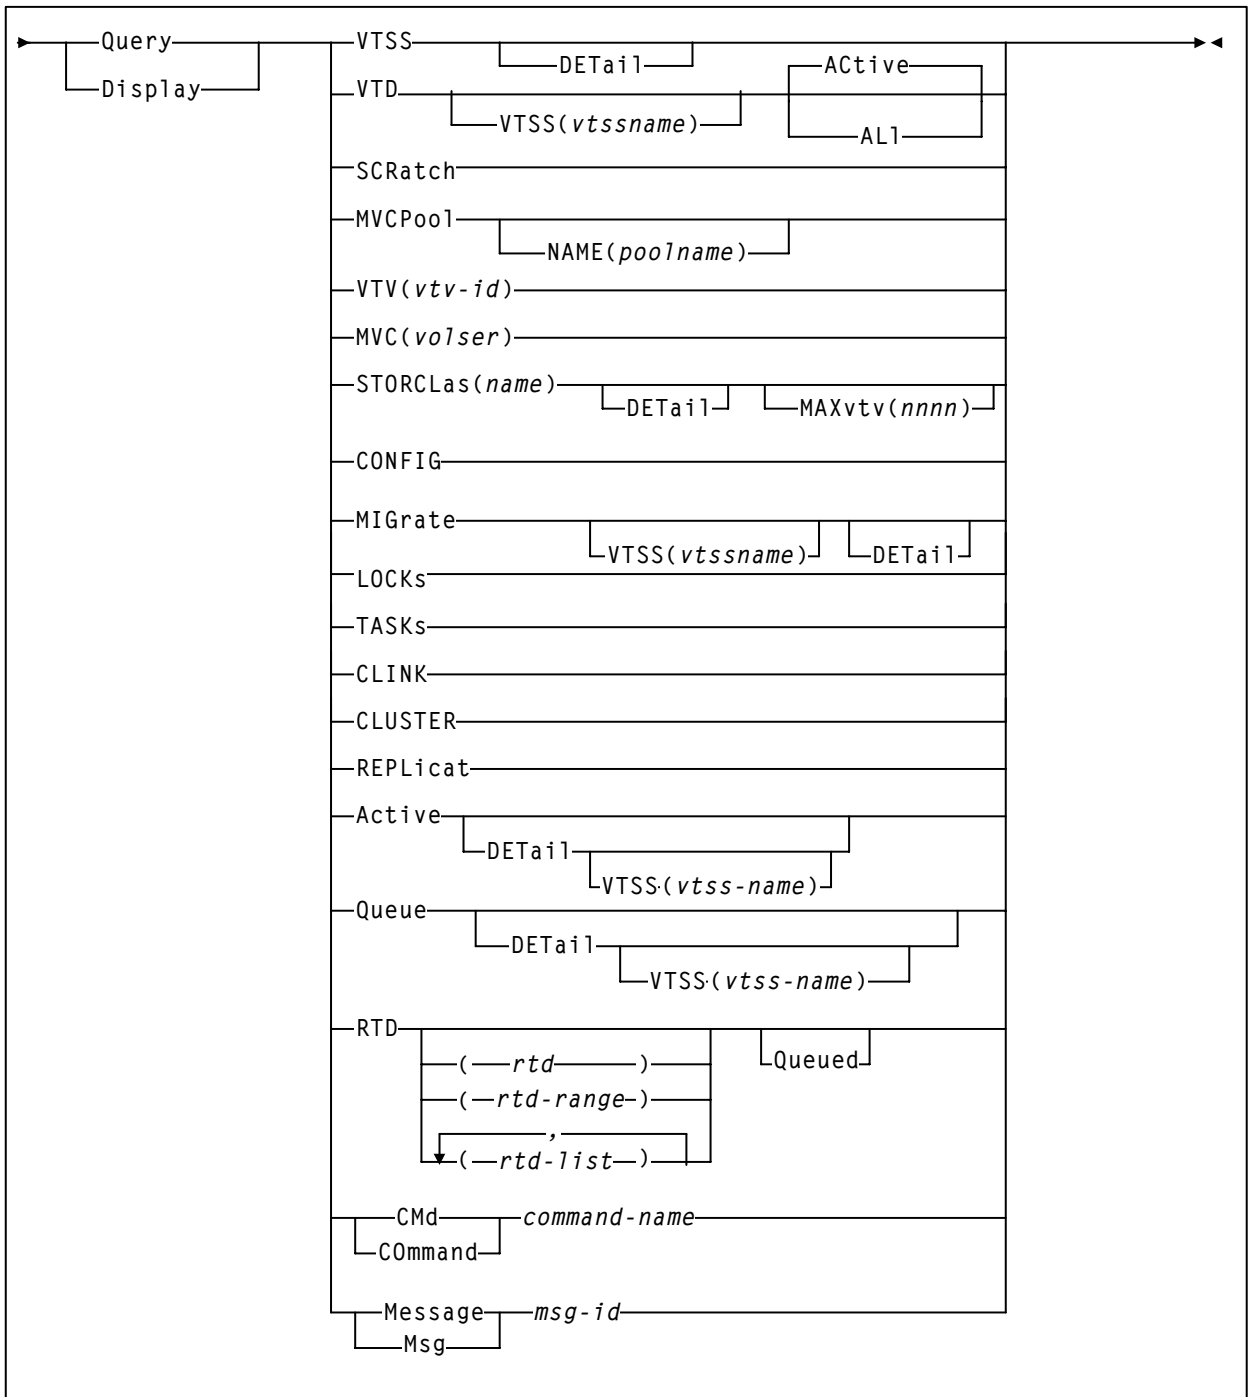 Query
Display
VTSS
DETail
VTD
VTSS(vtssname)
ACtive
ALl
SCRatch
MVCPool
NAME(poolname)
VTV(vtv-id)
MVC(volser)
STORCLas(name)
DETail
MAXvtv(nnnn)
CONFIG
MIGrate
VTSS(vtssname)
DETail
LOCKs
TASKs
CLINK
CLUSTER
REPLicat
Active
DETail
VTSS(vtss-name)
Queue
DETail
VTSS(vtss-name)
RTD
(rtd)
(rtd-range)
,
(rtd-list)
Queued
CMd
COmmand
command-name
Message
Msg
msg-id